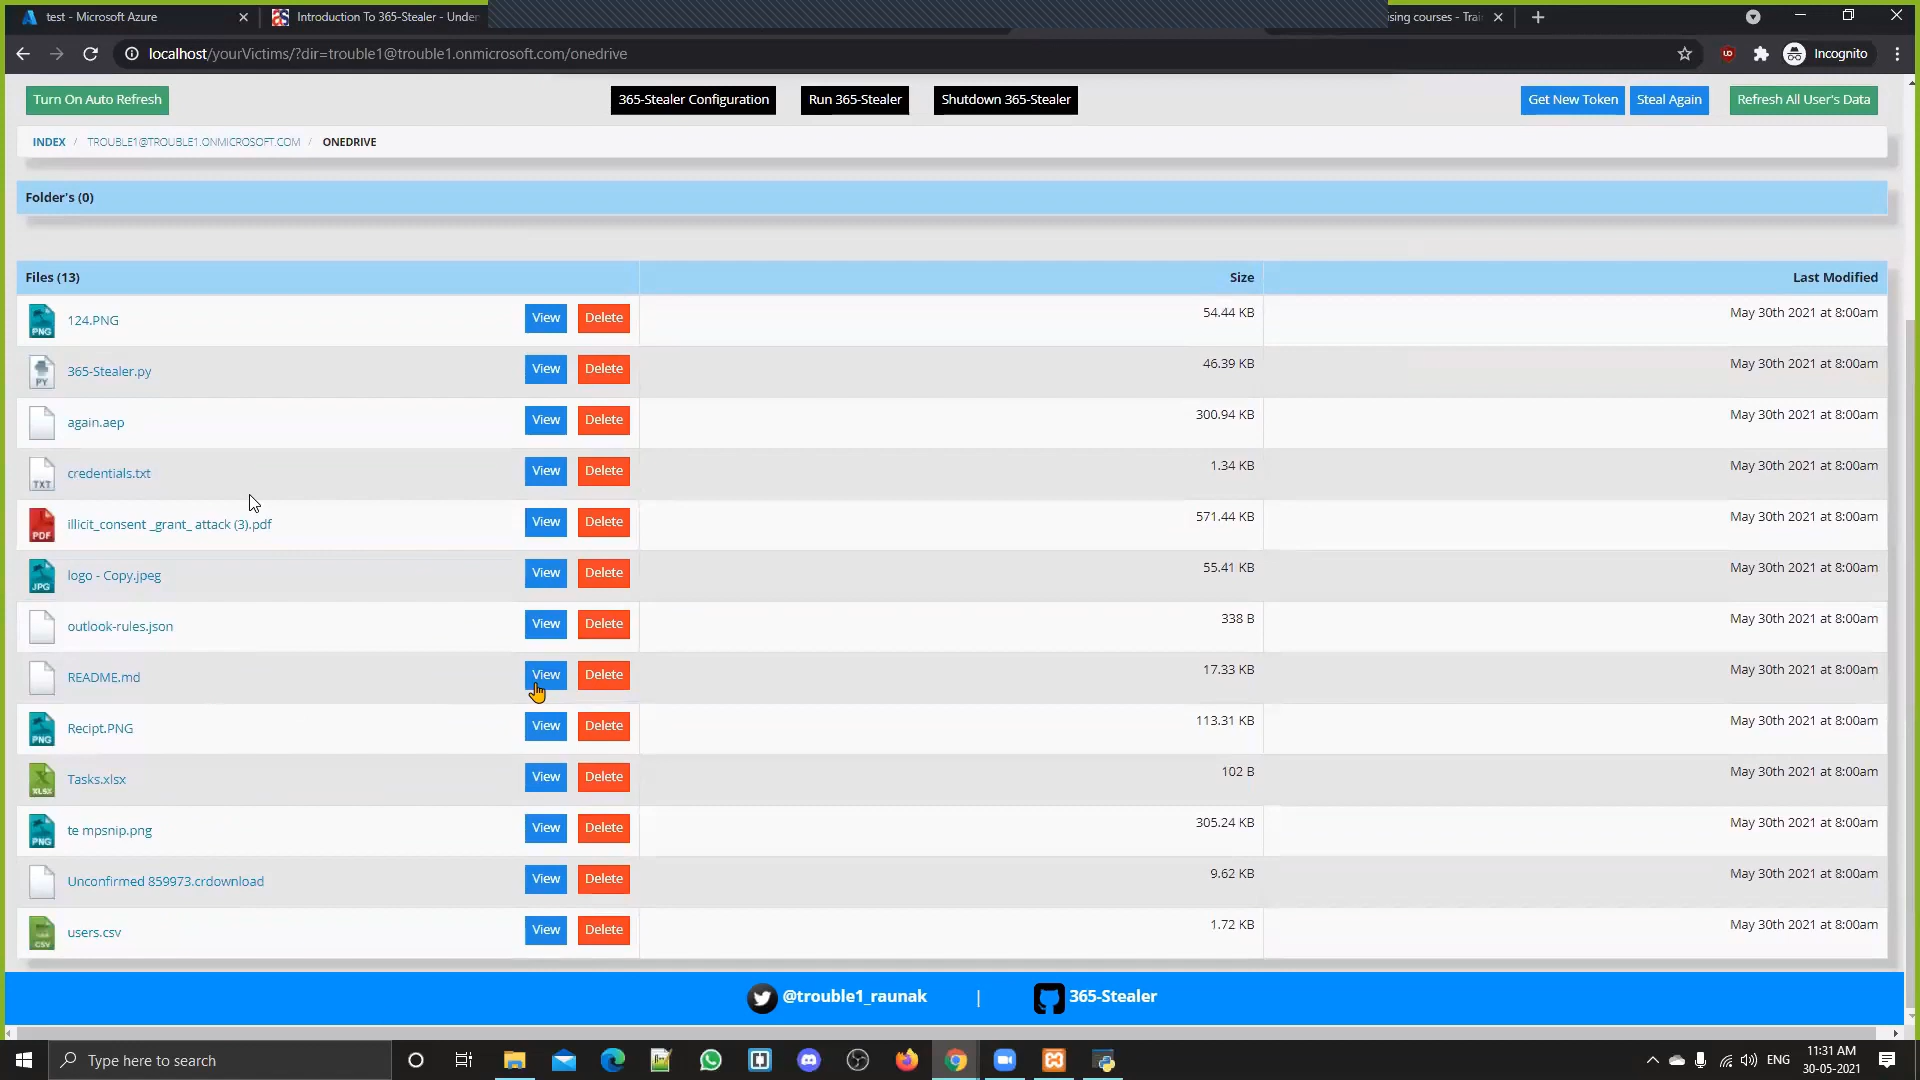 test - Microsoft Azure
Introduction To 365-Stealer - Under
ising courses - Trai
localhost/yourVictims/?dir=trouble1@trouble1.onmicrosoft.com/onedrive
Incognito
Turn On Auto Refresh
365-Stealer Configuration
Run 365-Stealer
Shutdown 365-Stealer
Get New Token
Steal Again
Refresh All User's Data
INDEX / TROUBLE1@TROUBLE1.ONMICROSOFT.COM / ONEDRIVE
Folder's (0)
Files (13) Size Last Modified
PNG 124.PNG View Delete 54.44 KB May 30th 2021 at 8:00am
PY 365-Stealer.py View Delete 46.39 KB May 30th 2021 at 8:00am
again.aep View Delete 300.94 KB May 30th 2021 at 8:00am
TXT credentials.txt View Delete 1.34 KB May 30th 2021 at 8:00am
PDF illicit_consent _grant_ attack (3).pdf View Delete 571.44 KB May 30th 2021 at 8:00am
JPG logo - Copy.jpeg View Delete 55.41 KB May 30th 2021 at 8:00am
outlook-rules.json View Delete 338 B May 30th 2021 at 8:00am
README.md View Delete 17.33 KB May 30th 2021 at 8:00am
PNG Recipt.PNG View Delete 113.31 KB May 30th 2021 at 8:00am
XLSX Tasks.xlsx View Delete 102 B May 30th 2021 at 8:00am
PNG te mpsnip.png View Delete 305.24 KB May 30th 2021 at 8:00am
Unconfirmed 859973.crdownload View Delete 9.62 KB May 30th 2021 at 8:00am
CSV users.csv View Delete 1.72 KB May 30th 2021 at 8:00am
@trouble1_raunak | 365-Stealer
Type here to search
ENG
11:31 AM
30-05-2021